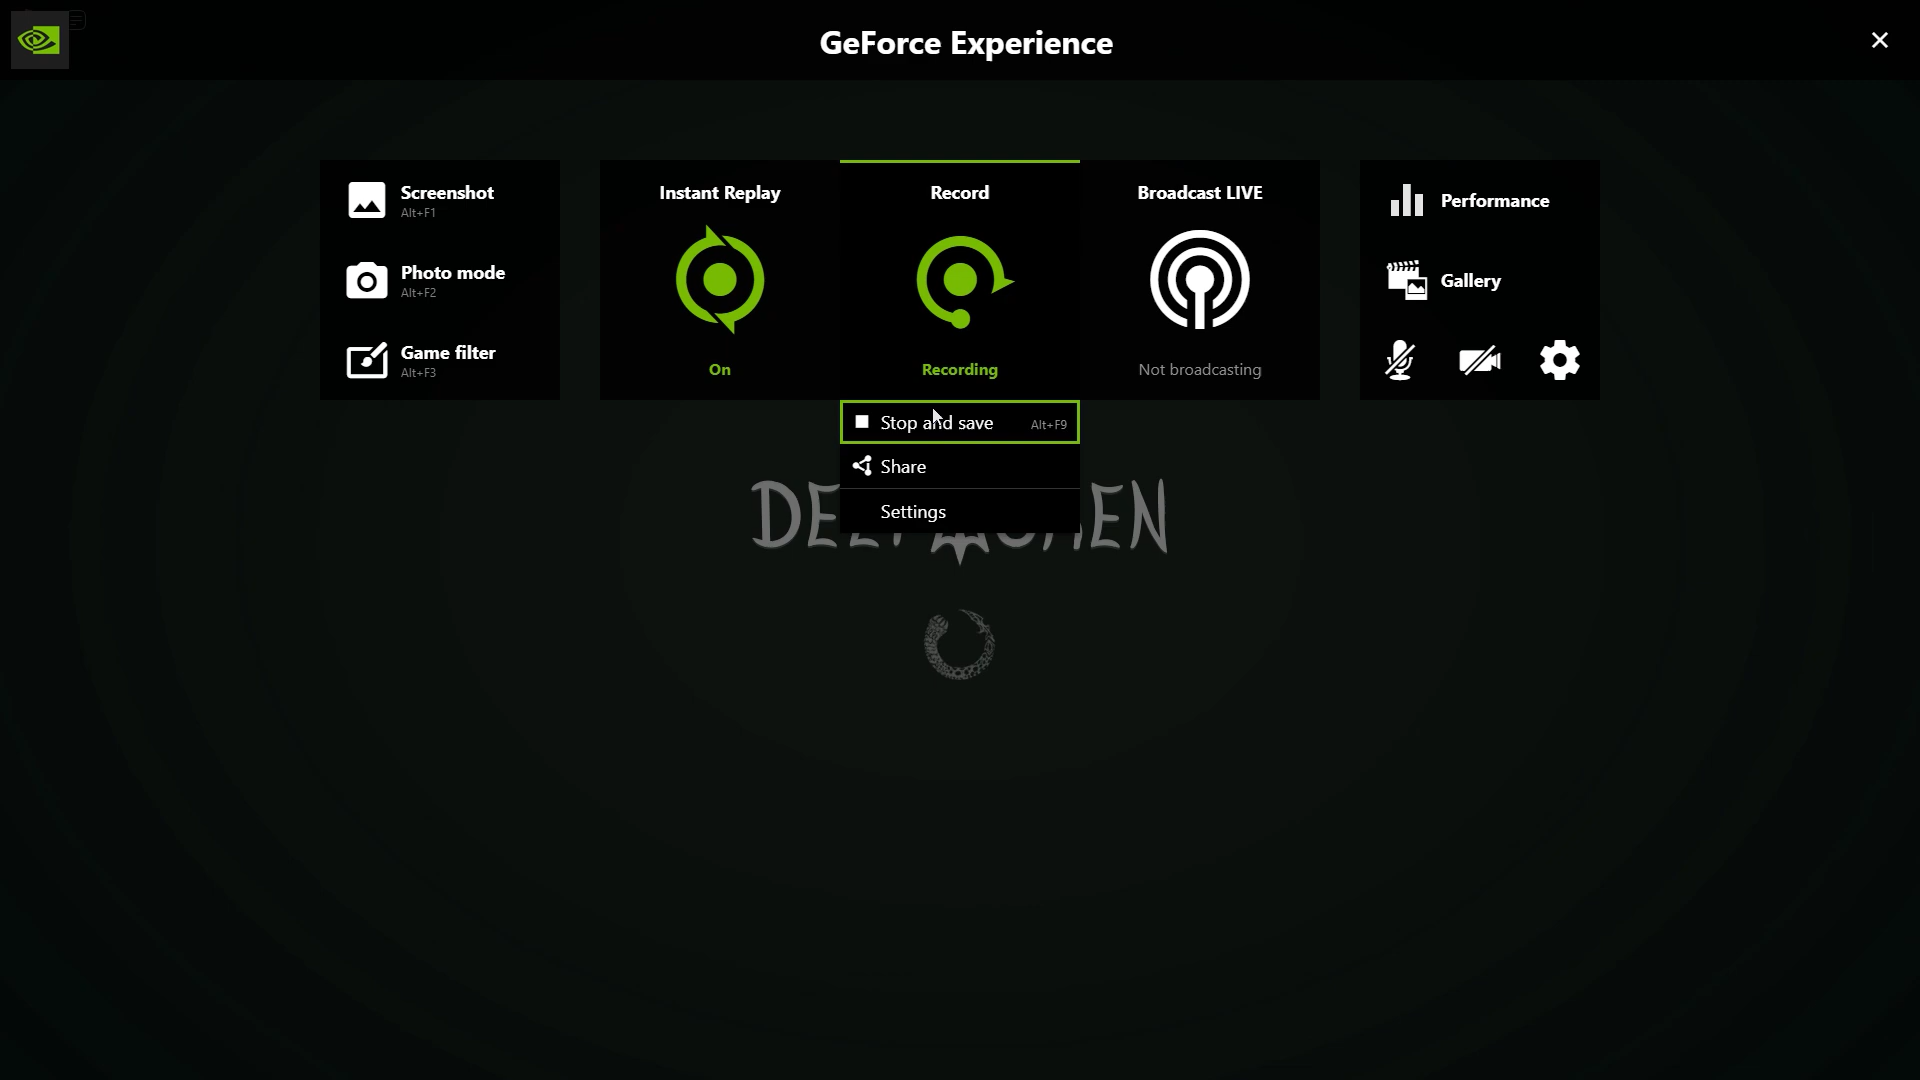 GeForce Experience
Screenshot
Alt+F1
Photo mode
Alt+F2
Game filter
Alt+F3
Instant Replay
On
Record
Recording
Broadcast LIVE
Not broadcasting
Performance
Gallery
Stop and save Alt+F9
Share
Settings